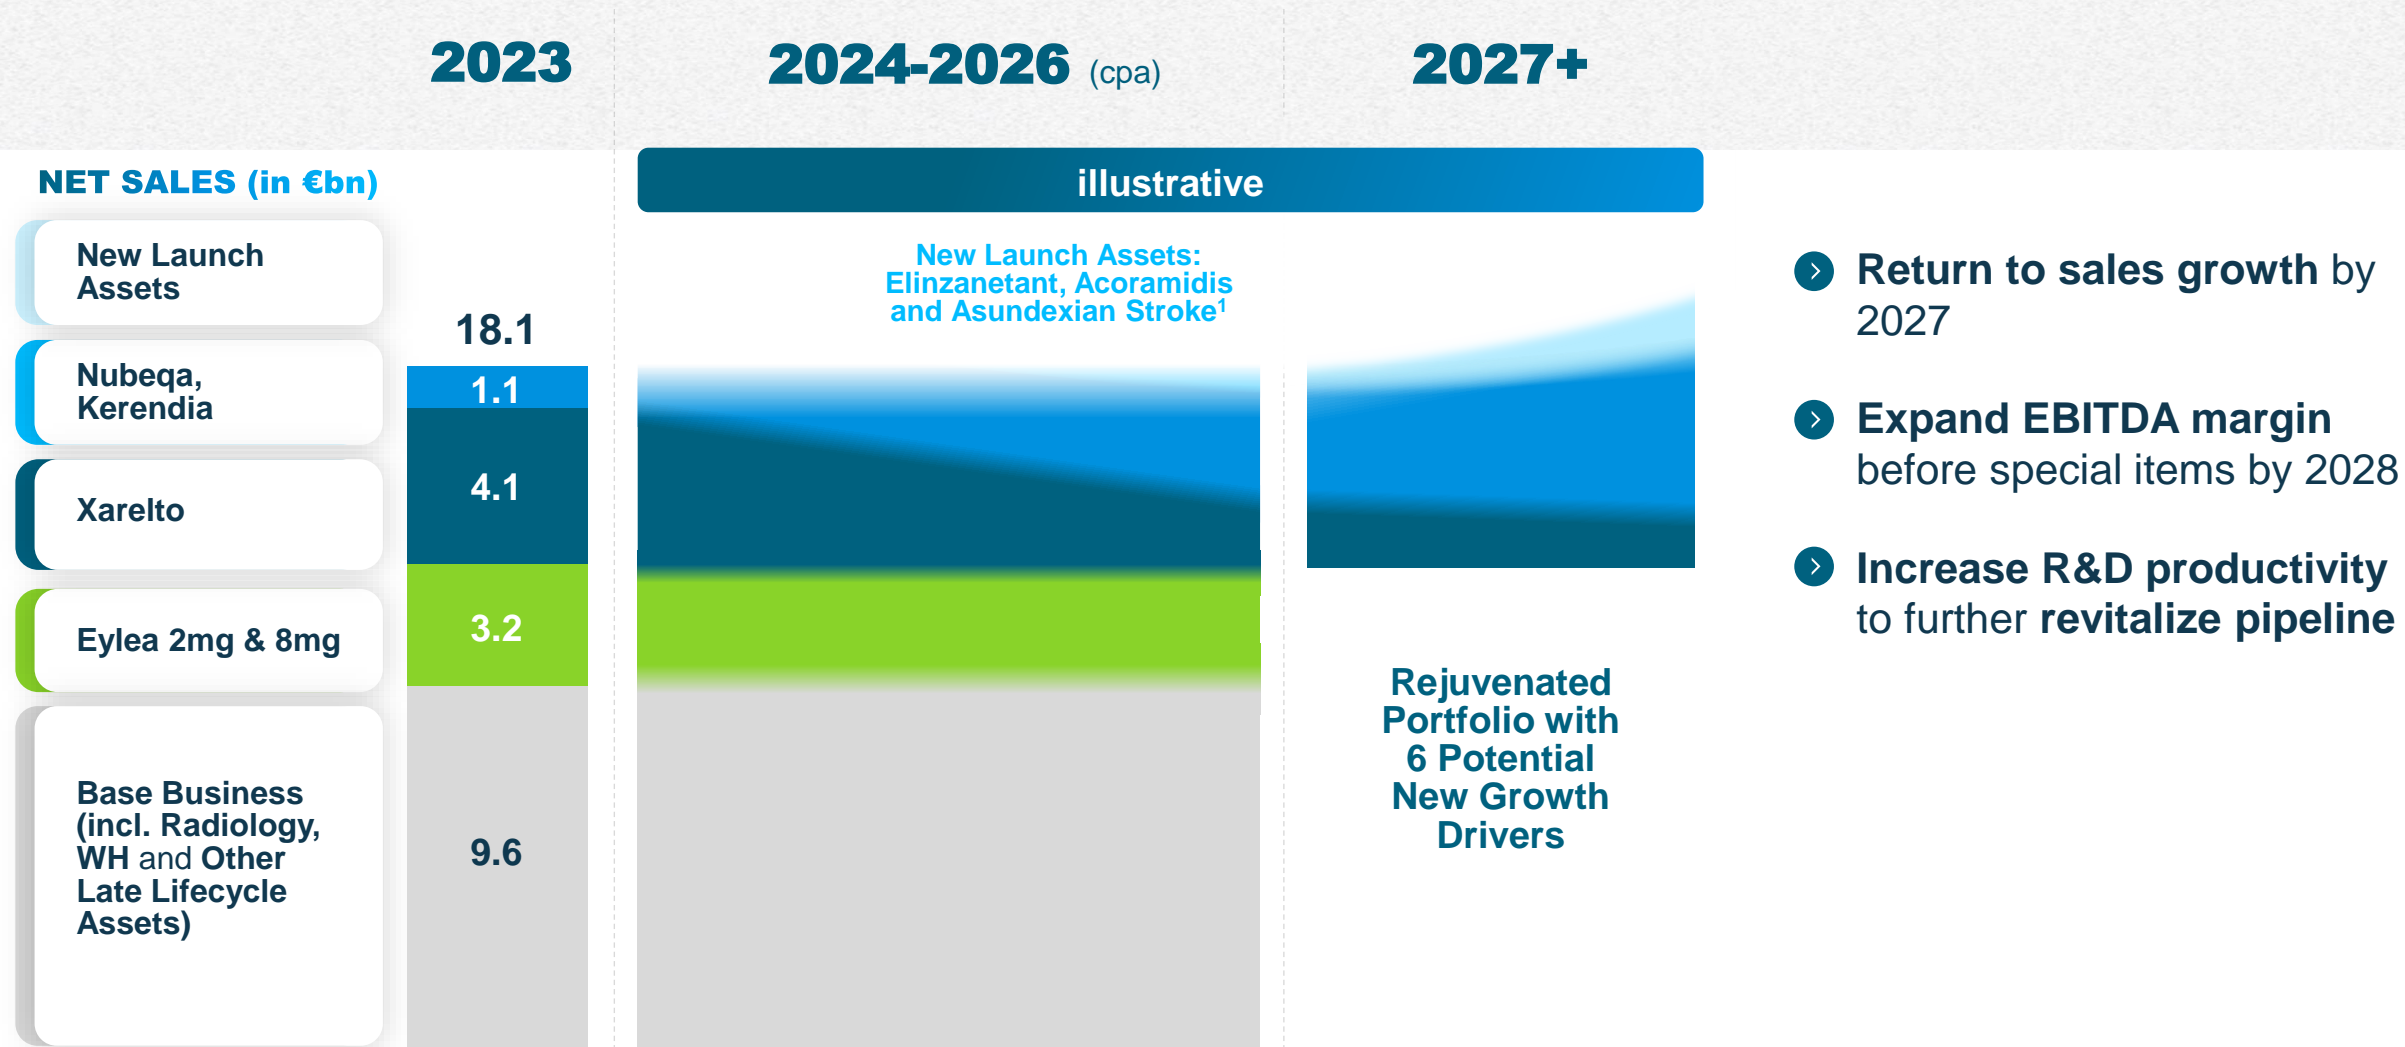 2023
2024-2026 (cpa)
2027+
NET SALES (in €bn)
illustrative
New Launch
Assets
Nubeqa,
Kerendia
Xarelto
Eylea 2mg & 8mg
Base Business
(incl. Radiology,
WH and Other
Late Lifecycle
Assets)
18.1
1.1
4.1
3.2
9.6
New Launch Assets:
Elinzanetant, Acoramidis
and Asundexian Stroke¹
Rejuvenated
Portfolio with
6 Potential
New Growth
Drivers
Return to sales growth by
2027
Expand EBITDA margin
before special items by 2028
Increase R&D productivity
to further revitalize pipeline